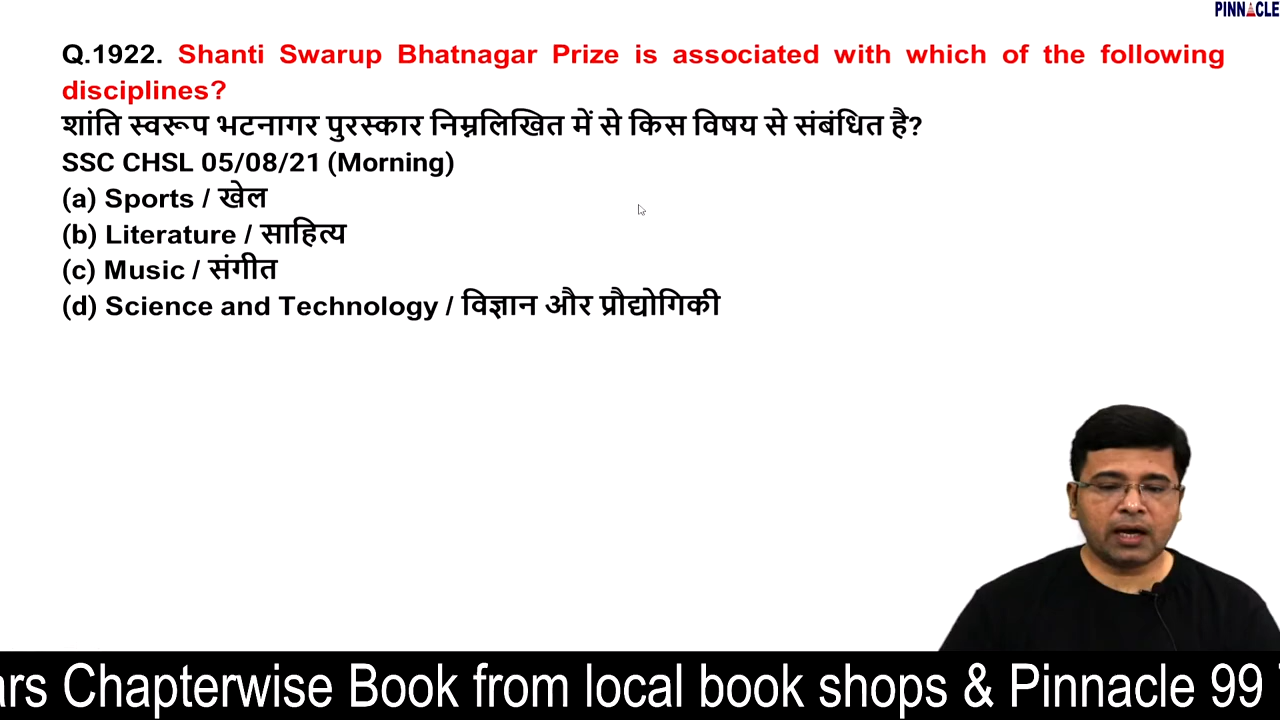 PINNACLE
Q.1922. Shanti Swarup Bhatnagar Prize is associated with which of the following
disciplines?
शांति स्वरूप भटनागर पुरस्कार निम्नलिखित में से किस विषय से संबंधित है?
SSC CHSL 05/08/21 (Morning)
(a) Sports / खेल
(b) Literature / साहित्य
(c) Music / संगीत
(d) Science and Technology / विज्ञान और प्रौद्योगिकी
ars Chapterwise Book from local book shops & Pinnacle 99